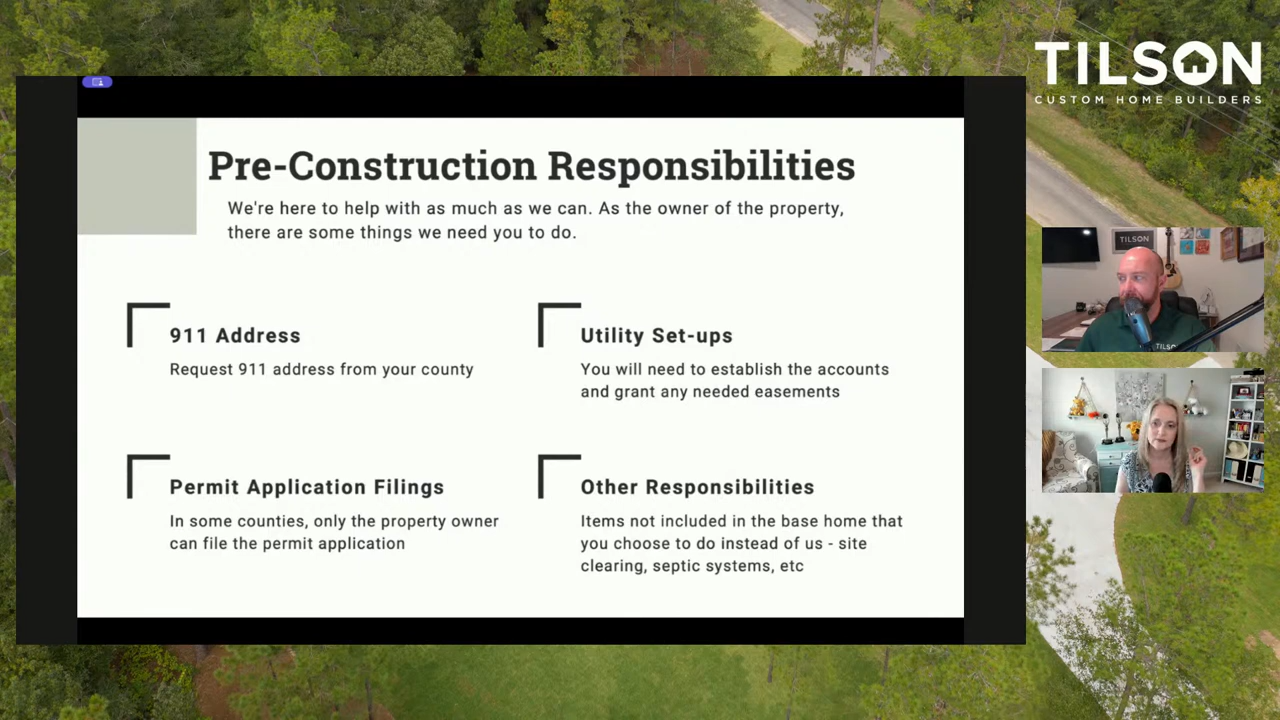 TILSON
CUSTOM HOME BUILDERS
Pre-Construction Responsibilities
We're here to help with as much as we can. As the owner of the property,
there are some things we need you to do.
911 Address
Request 911 address from your county
Utility Set-ups
You will need to establish the accounts
and grant any needed easements
Permit Application Filings
In some counties, only the property owner
can file the permit application
Other Responsibilities
Items not included in the base home that
you choose to do instead of us - site
clearing, septic systems, etc
TILSON
TILSON